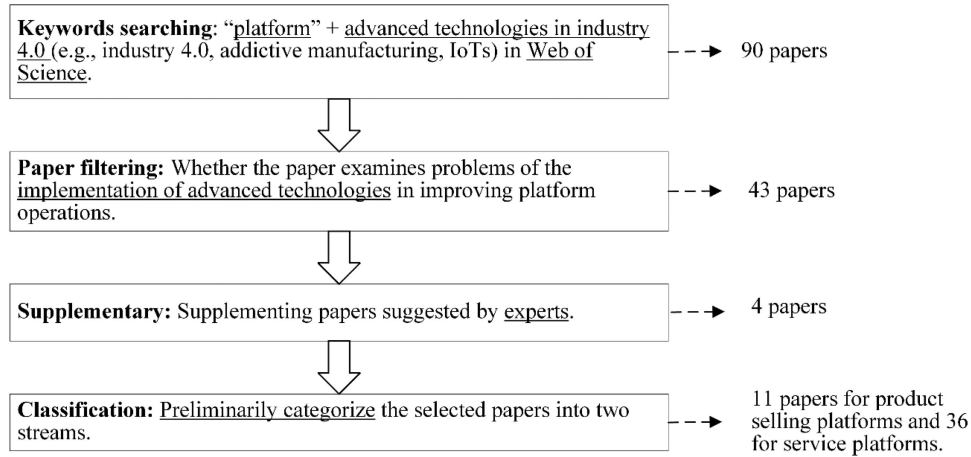 Keywords searching: “platform” + advanced technologies in industry
4.0 (e.g., industry 4.0, addictive manufacturing, IoTs) in Web of
Science.
90 papers
Paper filtering: Whether the paper examines problems of the
implementation of advanced technologies in improving platform
operations.
43 papers
Supplementary: Supplementing papers suggested by experts.
4 papers
Classification: Preliminarily categorize the selected papers into two
streams.
11 papers for product
selling platforms and 36
for service platforms.